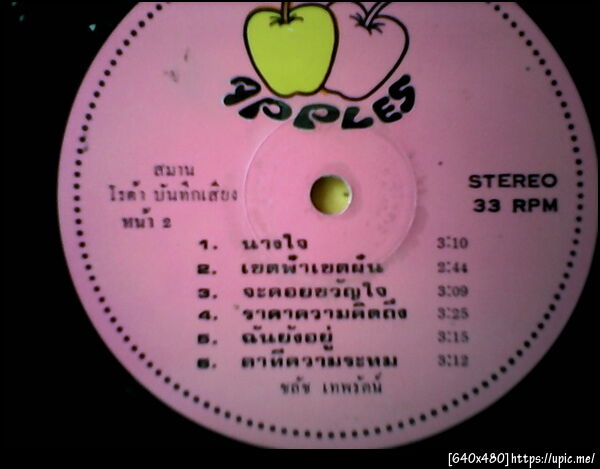 APPLES
สมาน
โรต้า บันทึกเสียง
หน้า 2
STEREO
33 RPM
1. นางใจ 3:10
2. เขตฟ้าเขตฝัน 2:44
3. จะคอยขวัญใจ 3:09
4. ราคาความคิดถึง 3:25
5. ฉันยังอยู่ 3:15
6. ตาทีความระทม 3:12
ชลัช เทพรัตน์
[640x480]https://upic.me/